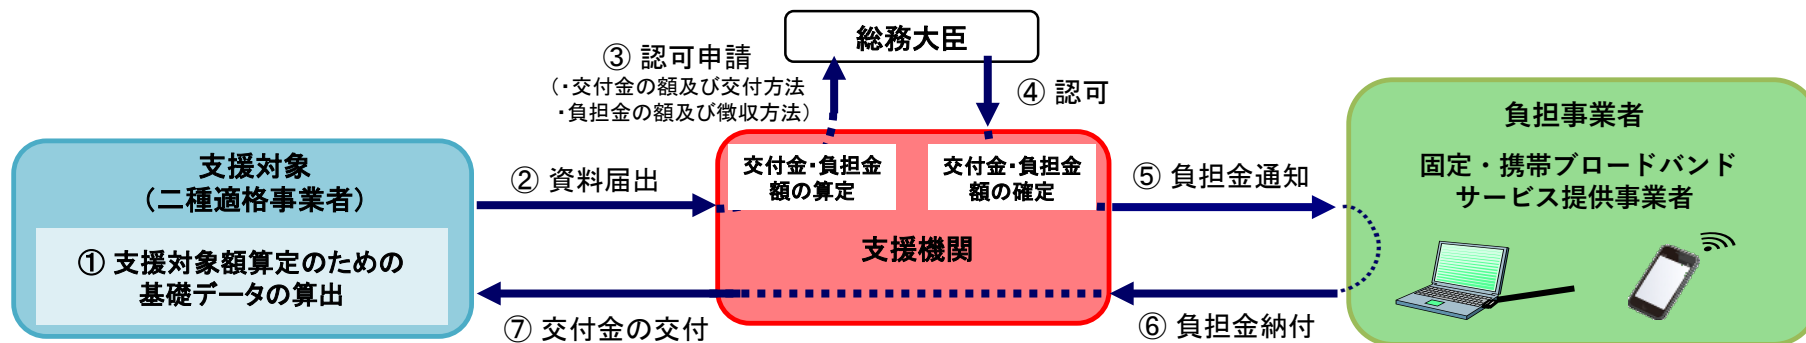 総務大臣
③ 認可申請
（・交付金の額及び交付方法
・負担金の額及び徴収方法）
④ 認可
支援対象
（二種適格事業者）
① 支援対象額算定のための
基礎データの算出
② 資料届出
交付金・負担金
額の算定
交付金・負担金
額の確定
支援機関
⑤ 負担金通知
負担事業者
固定・携帯ブロードバンド
サービス提供事業者
⑥ 負担金納付
⑦ 交付金の交付